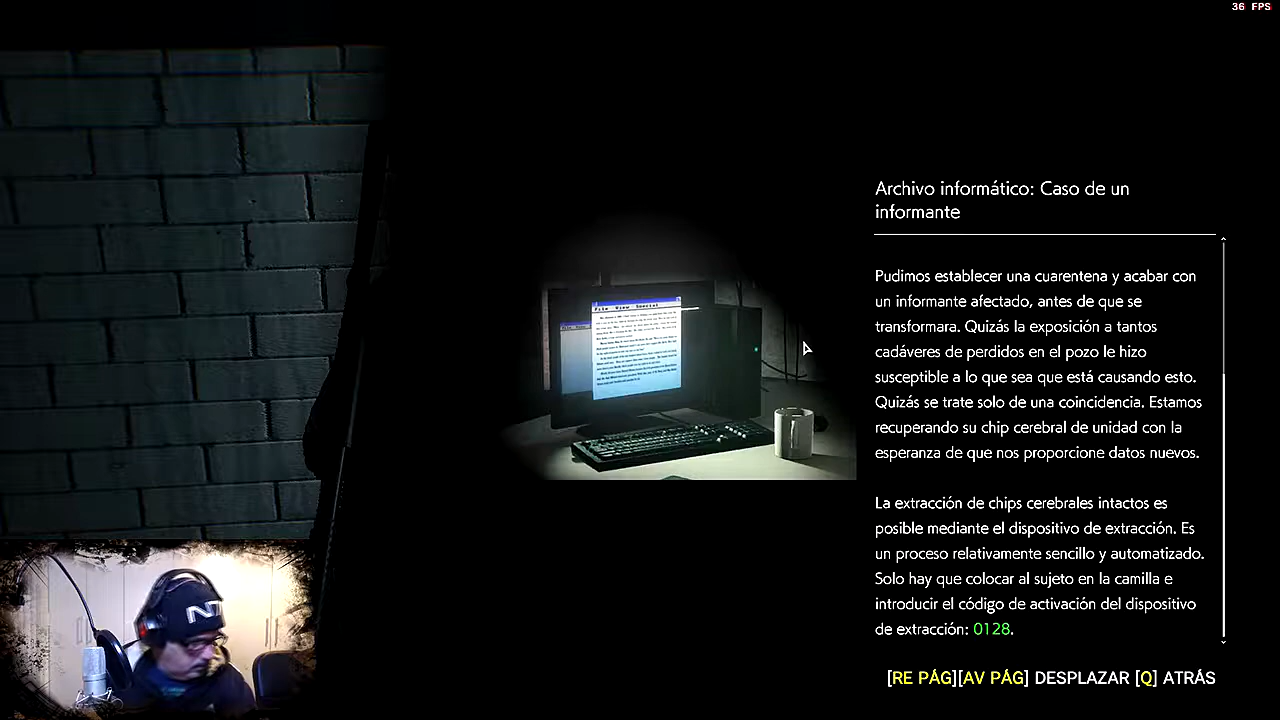 36 FPS
Archivo informático: Caso de un
informante
Pudimos establecer una cuarentena y acabar con
un informante afectado, antes de que se
transformara. Quizás la exposición a tantos
cadáveres de perdidos en el pozo le hizo
susceptible a lo que sea que está causando esto.
Quizás se trate solo de una coincidencia. Estamos
recuperando su chip cerebral de unidad con la
esperanza de que nos proporcione datos nuevos.
La extracción de chips cerebrales intactos es
posible mediante el dispositivo de extracción. Es
un proceso relativamente sencillo y automatizado.
Solo hay que colocar al sujeto en la camilla e
introducir el código de activación del dispositivo
de extracción: 0128.
[RE PÁG][AV PÁG] DESPLAZAR [Q] ATRÁS
File View Special